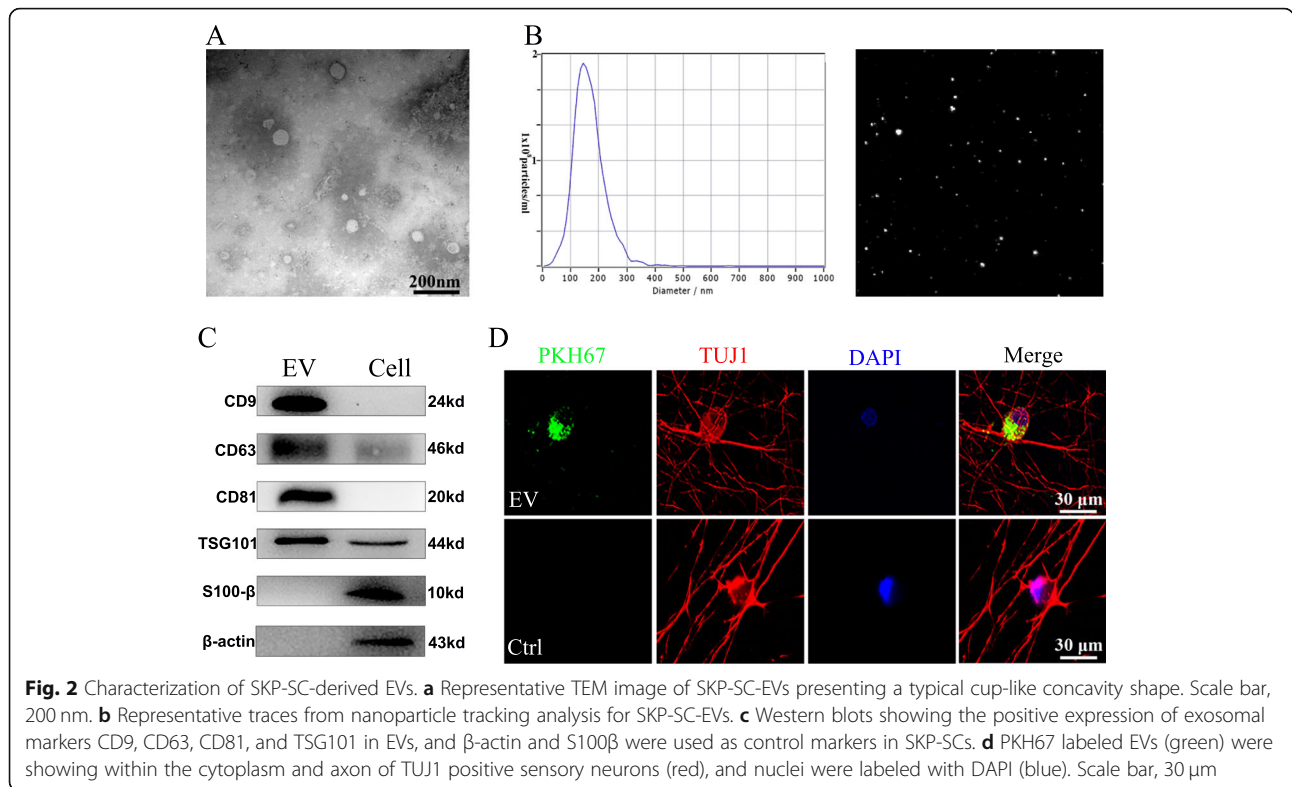 A
200nm
B
2
1
1x10⁸particles/ml
0 100 200 300 400 500 600 700 800 900 1000
Diameter / nm
C
EV Cell
CD9 24kd
CD63 46kd
CD81 20kd
TSG101 44kd
S100-β 10kd
β-actin 43kd
D
PKH67 TUJ1 DAPI Merge
EV 30 µm
Ctrl 30 µm
Fig. 2 Characterization of SKP-SC-derived EVs. a Representative TEM image of SKP-SC-EVs presenting a typical cup-like concavity shape. Scale bar,
200 nm. b Representative traces from nanoparticle tracking analysis for SKP-SC-EVs. c Western blots showing the positive expression of exosomal
markers CD9, CD63, CD81, and TSG101 in EVs, and β-actin and S100β were used as control markers in SKP-SCs. d PKH67 labeled EVs (green) were
showing within the cytoplasm and axon of TUJ1 positive sensory neurons (red), and nuclei were labeled with DAPI (blue). Scale bar, 30 µm